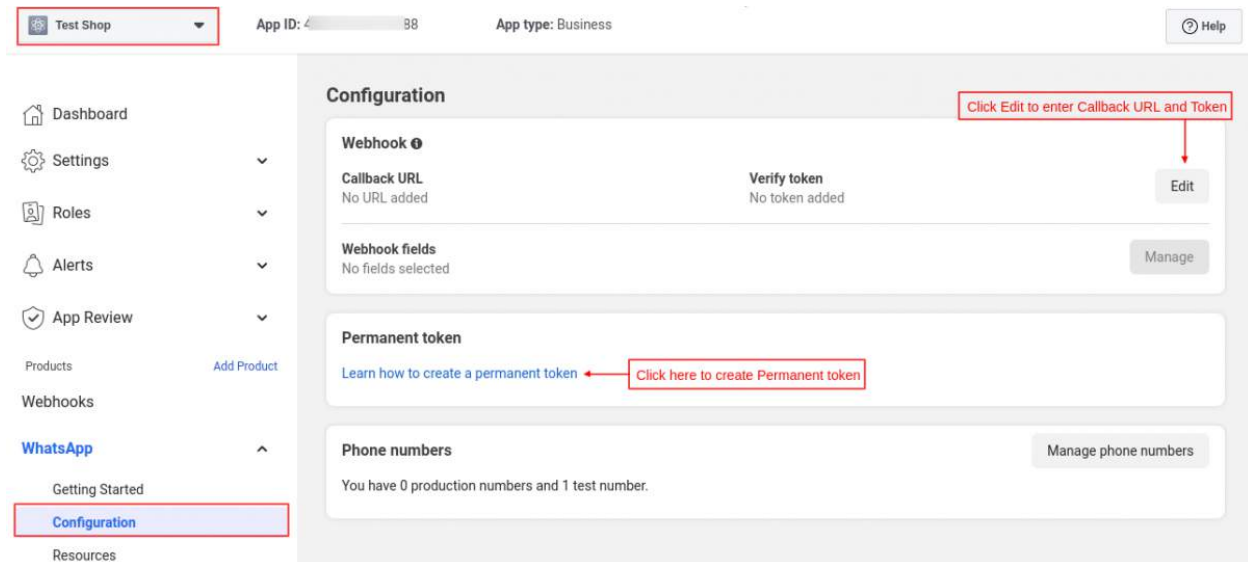 Test Shop
App ID: 4 88
App type: Business
Help
Dashboard
Settings
Roles
Alerts
App Review
Products
Add Product
Webhooks
WhatsApp
Getting Started
Configuration
Resources
Configuration
Click Edit to enter Callback URL and Token
Webhook
Callback URL
No URL added
Verify token
No token added
Edit
Webhook fields
No fields selected
Manage
Permanent token
Learn how to create a permanent token
Click here to create Permanent token
Phone numbers
Manage phone numbers
You have 0 production numbers and 1 test number.